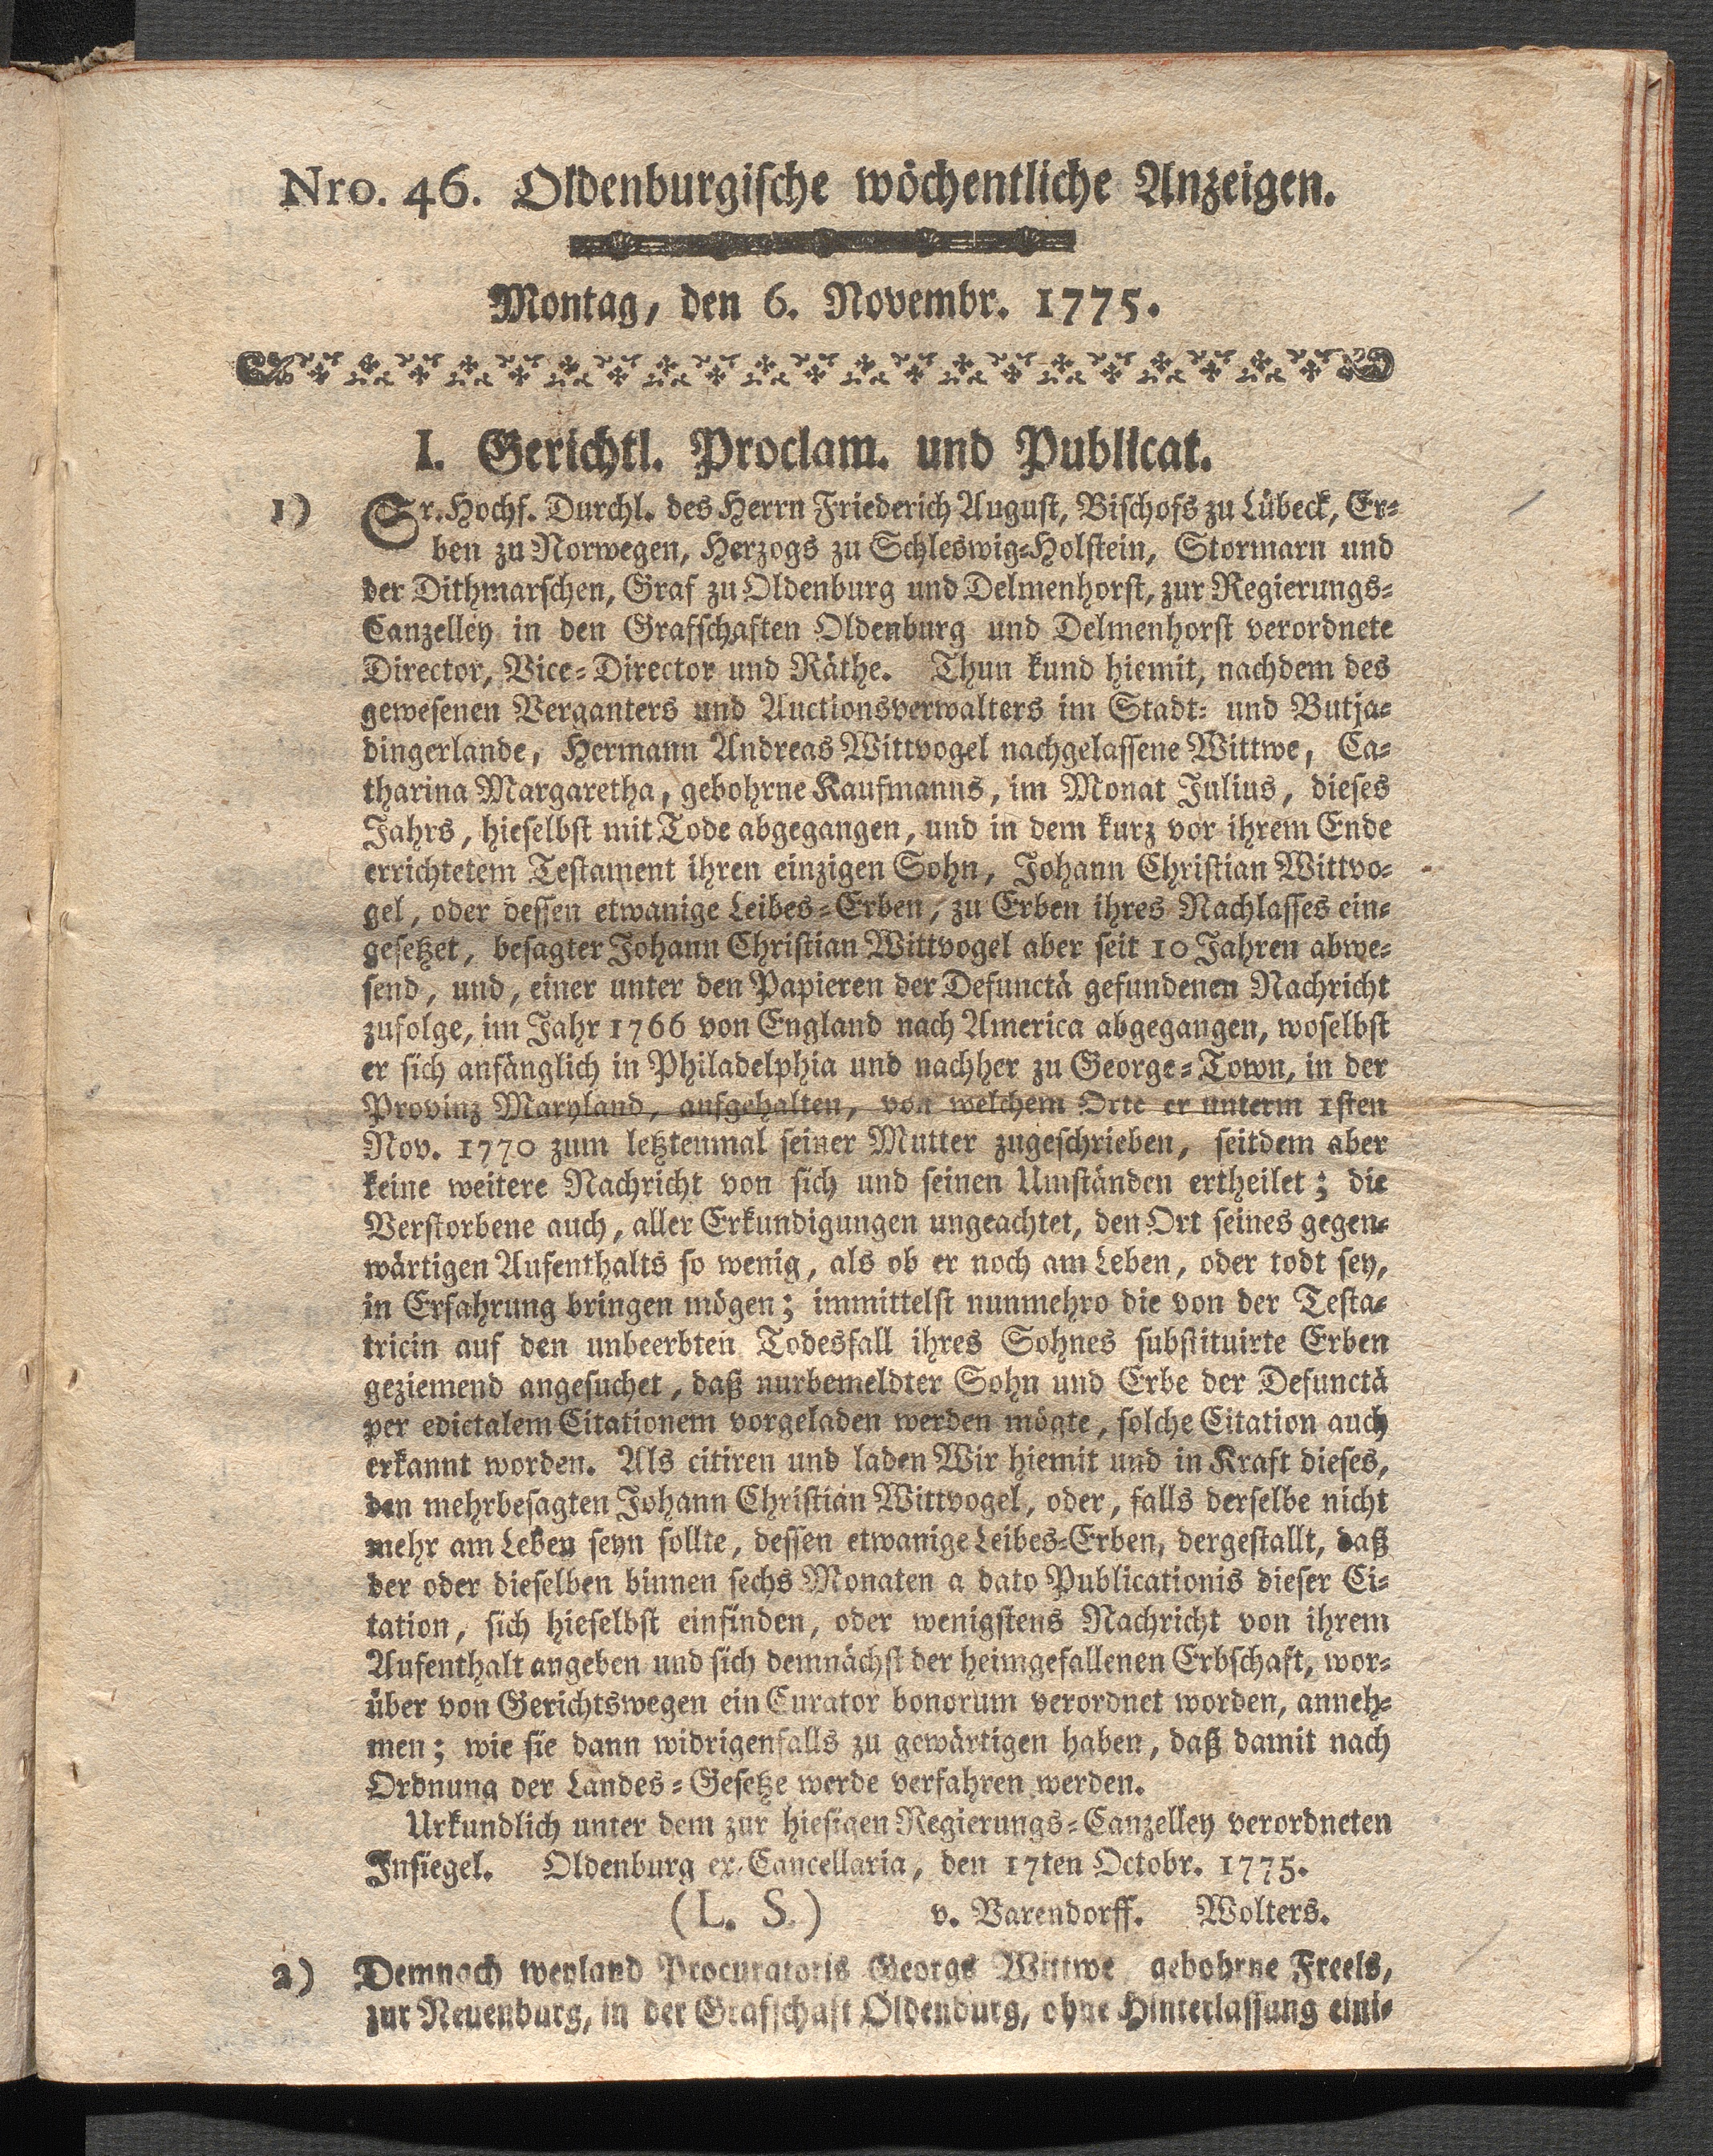 Nro. 46. Oldenburgische wöchentliche Anzeigen.
Montag, den 6. Novembr. 1775.
I. Gerichtl. Proclam. und Publicat.
1) Sr. Hochf. Durchl. des Herrn Friederich August, Bischofs zu Lübeck, Er-
ben zu Norwegen, Herzogs zu Schleswig-Holstein, Stormarn und
der Dithmarschen, Graf zu Oldenburg und Delmenhorst, zur Regierungs-
Canzelley in den Grafschaften Oldenburg und Delmenhorst verordnete
Director, Vice-Director und Räthe. Thun kund hiemit, nachdem des
gewesenen Verganters und Auctionsverwalters im Stadt- und Butja-
dingerlande, Hermann Andreas Wittvogel nachgelassene Wittwe, Ca-
tharina Margaretha, gebohrne Kaufmanns, im Monat Julius, dieses
Jahrs, hieselbst mit Tode abgegangen, und in dem kurz vor ihrem Ende
errichtetem Testament ihren einzigen Sohn, Johann Christian Wittvo-
gel, oder dessen etwanige Leibes-Erben, zu Erben ihres Nachlasses ein-
gesetzet, besagter Johann Christian Wittvogel aber seit 10 Jahren abwe-
send, und, einer unter den Papieren der Defunctä gefundenen Nachricht
zufolge, im Jahr 1766 von England nach America abgegangen, woselbst
er sich anfänglich in Philadelphia und nachher zu George-Town, in der
Provinz Maryland, aufgehalten, von welchem Orte er unterm 1sten
Nov. 1770 zum letztenmal seiner Mutter zugeschrieben, seitdem aber
keine weitere Nachricht von sich und seinen Umständen ertheilet; die
Verstorbene auch, aller Erkundigungen ungeachtet, den Ort seines gegen-
wärtigen Aufenthalts so wenig, als ob er noch am Leben, oder todt sey,
in Erfahrung bringen mögen; immittelst nunmehro die von der Testa-
tricin auf den unbeerbten Todesfall ihres Sohnes substituirte Erben
geziemend angesuchet, daß nurbemeldter Sohn und Erbe der Defunctä
per edictalem Citationem vorgeladen werden mögte, solche Citation auch
erkannt worden. Als citiren und laden Wir hiemit und in Kraft dieses,
den mehrbesagten Johann Christian Wittvogel, oder, falls derselbe nicht
mehr am Leben seyn sollte, dessen etwanige Leibes-Erben, dergestallt, daß
der oder dieselben binnen sechs Monaten a dato Publicationis dieser Ci-
tation, sich hieselbst einfinden, oder wenigstens Nachricht von ihrem
Aufenthalt angeben und sich demnächst der heimgefallenen Erbschaft, wor-
über von Gerichtswegen ein Curator bonorum verordnet worden, anneh-
men; wie sie dann widrigenfalls zu gewärtigen haben, daß damit nach
Ordnung der Landes-Gesetze werde verfahren werden.
Urkundlich unter dem zur hiesigen Regierungs-Canzelley verordneten
Insiegel. Oldenburg ex Cancellaria, den 17ten Octobr. 1775.
(L. S.) v. Varendorff. Wolters.
2) Demnach weyland Procuratoris Georgs Wittwe gebohrne Freels,
zur Neuenburg, in der Grafschaft Oldenburg, ohne Hinterlassung eini-